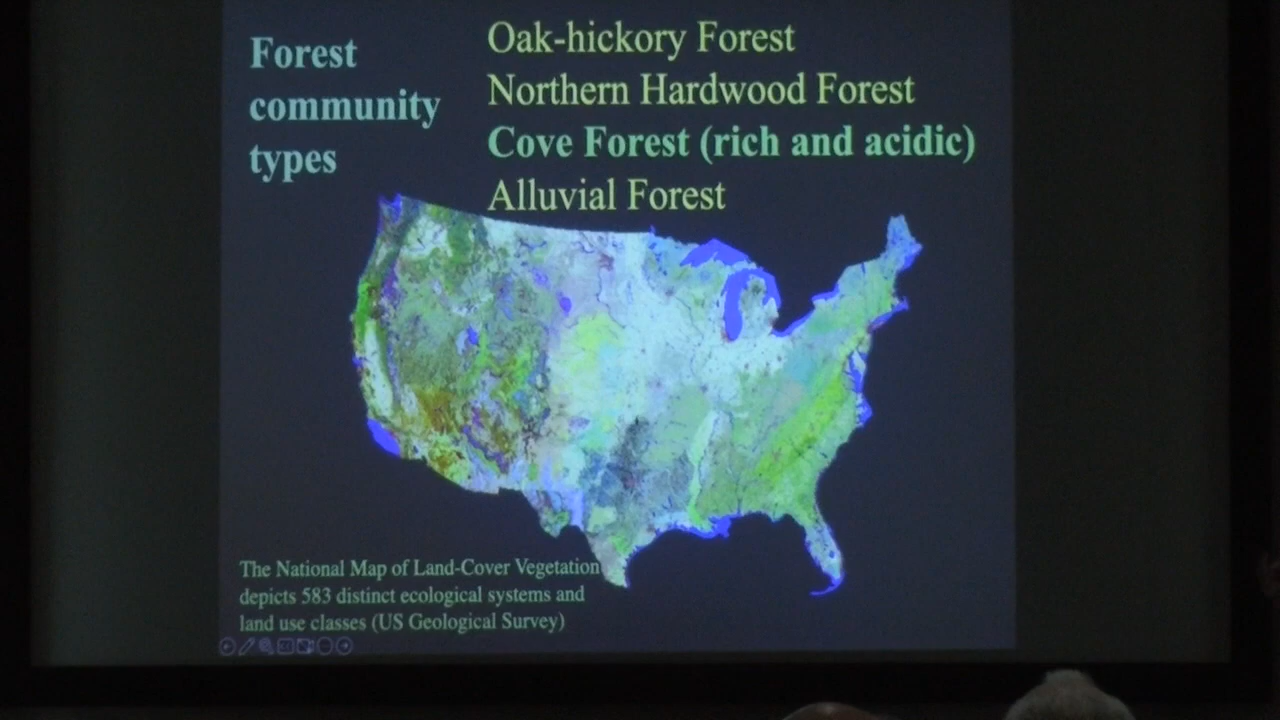 Forest
community
types
Oak-hickory Forest
Northern Hardwood Forest
Cove Forest (rich and acidic)
Alluvial Forest
The National Map of Land-Cover Vegetation
depicts 583 distinct ecological systems and
land use classes (US Geological Survey)